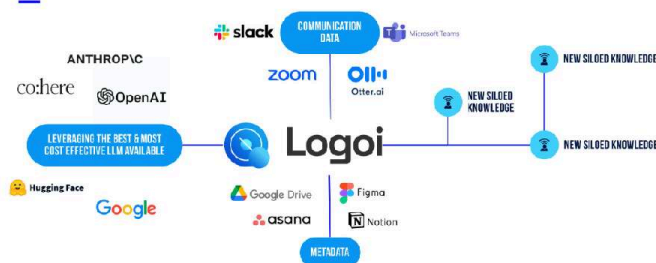 slack
COMMUNICATION
DATA
Microsoft Teams
ANTHROP\C
zoom
Otter.ai
NEW SILOED KNOWLEDGE
co:here
OpenAI
NEW SILOED
KNOWLEDGE
LEVERAGING THE BEST & MOST
COST EFFECTIVE LLM AVAILABLE
Logoi
NEW SILOED KNOWLEDGE
Hugging Face
Google
Google Drive
Figma
asana
Notion
METADATA